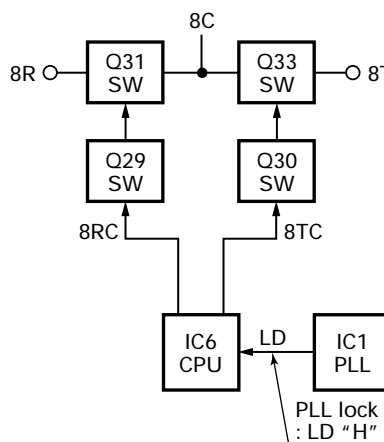 8C
8R
Q31
SW
Q33
SW
8T
Q29
SW
Q30
SW
8RC
8TC
IC6
CPU
LD
IC1
PLL
PLL lock
: LD “H”